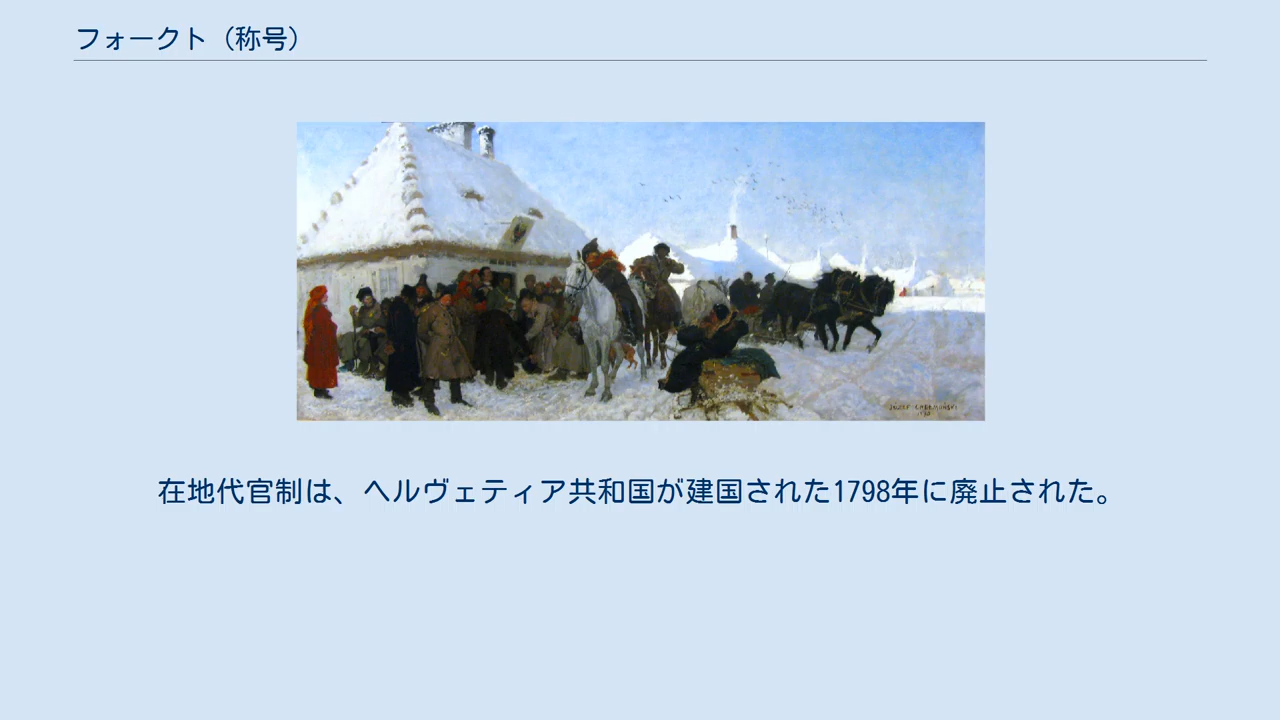 フォークト（称号）
在地代官制は、ヘルヴェティア共和国が建国された1798年に廃止された。